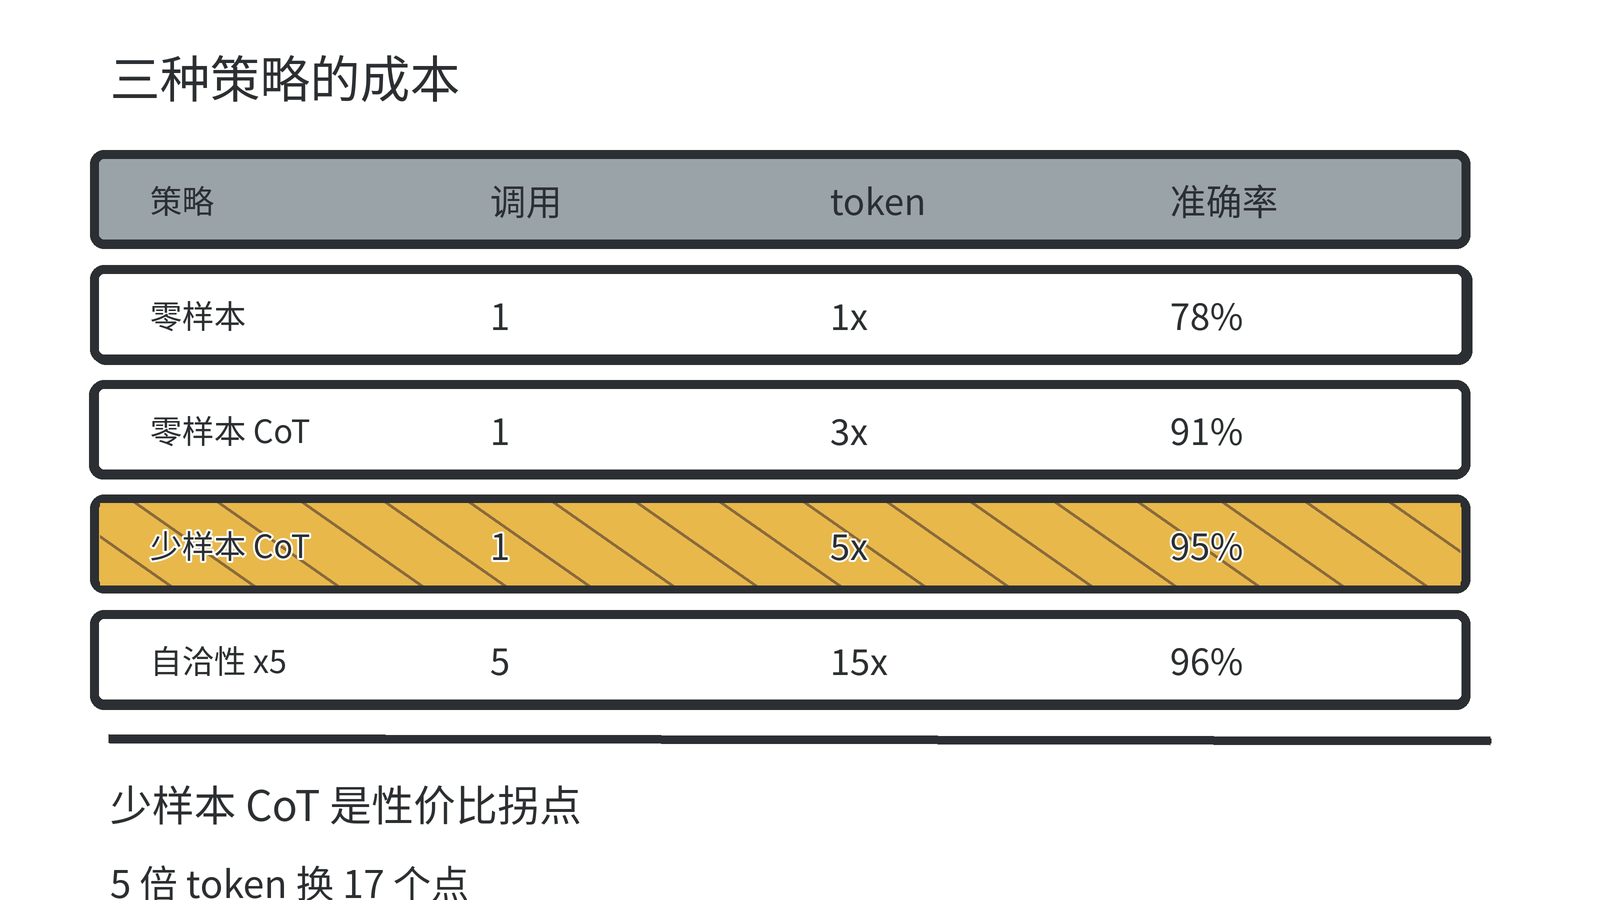 三种策略的成本
策略 调用 token 准确率
零样本 1 1x 78%
零样本 CoT 1 3x 91%
少样本 CoT 1 5x 95%
自洽性 x5 5 15x 96%
少样本 CoT 是性价比拐点
5 倍 token 换 17 个点